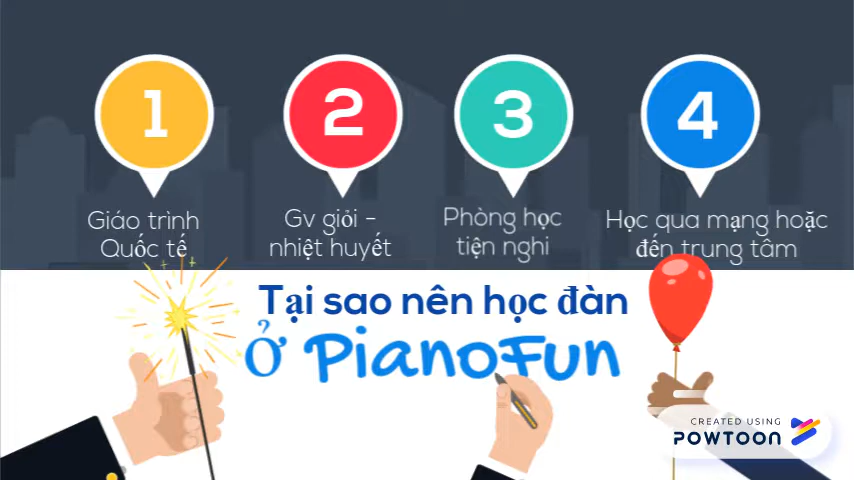 1
2
3
4
Giáo trình
Quốc tế
Gv giỏi -
nhiệt huyết
Phòng học
tiện nghi
Học qua mạng hoặc
đến trung tâm
Tại sao nên học đàn
Ở PianoFun
CREATED USING
POWTOON